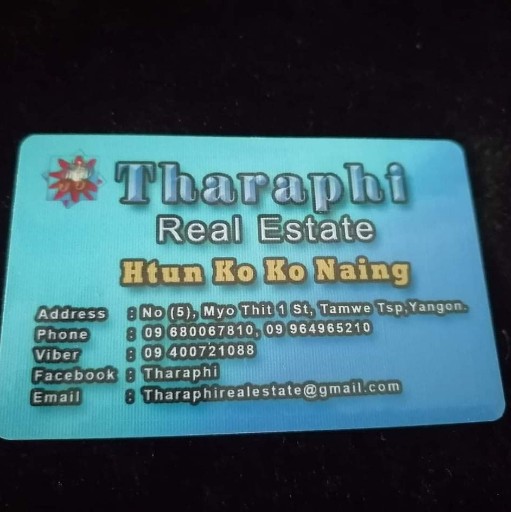 Tharaphi
Real Estate
Htun Ko Ko Naing
Address : No (5), Myo Thit 1 St, Tamwe Tsp,Yangon.
Phone : 09 680067810, 09 964965210
Viber : 09 400721088
Facebook : Tharaphi
Email : Tharaphirealestate@gmail.com